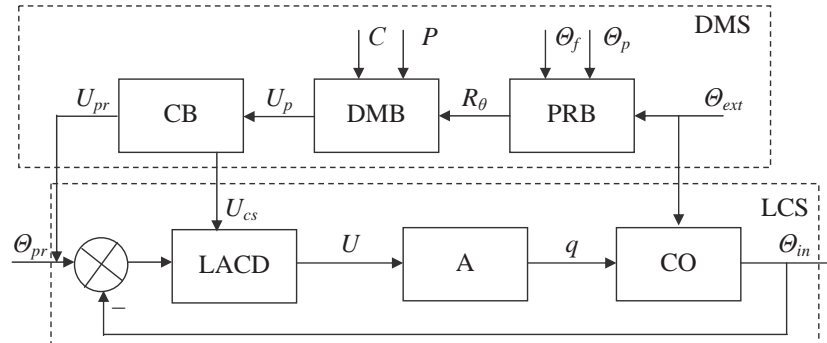 DMS
C P Θf Θp
Upr CB Up DMB Rθ PRB Θext
Ucs
LCS
Θpr LACD U A q CO Θin
−